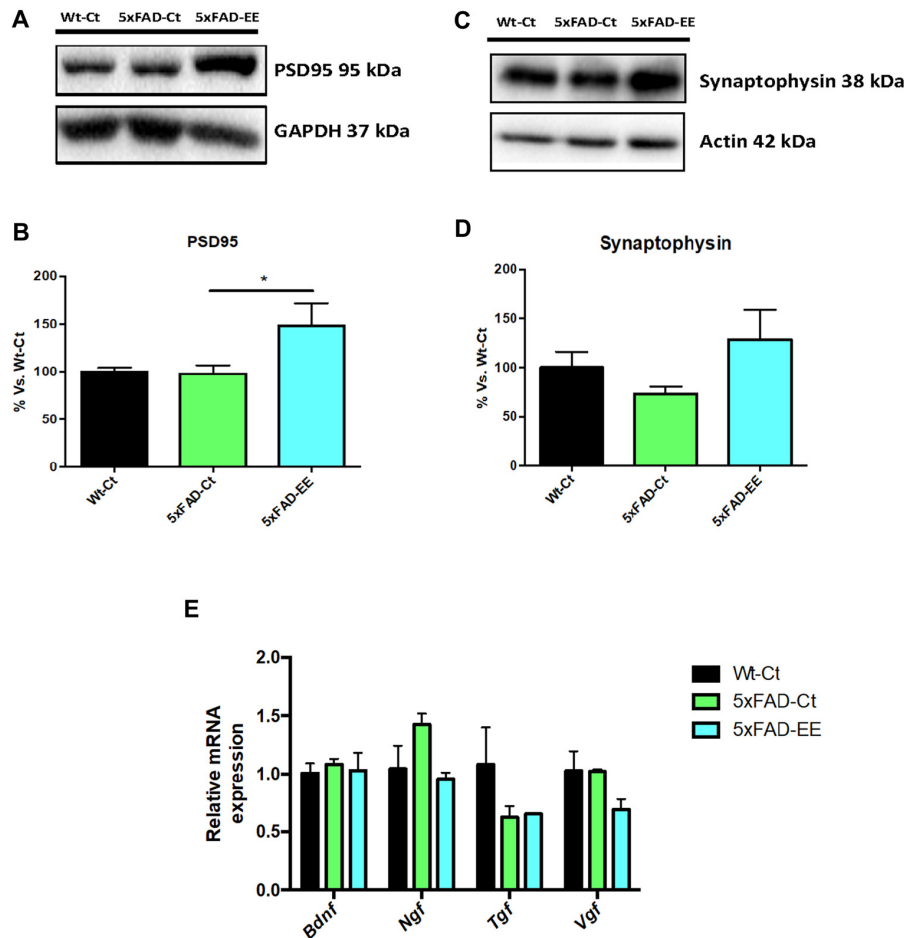 A
Wt-Ct 5xFAD-Ct 5xFAD-EE
PSD95 95 kDa
GAPDH 37 kDa
C
Wt-Ct 5xFAD-Ct 5xFAD-EE
Synaptophysin 38 kDa
Actin 42 kDa
B
PSD95
% Vs. Wt-Ct
200
150
100
50
0
*
Wt-Ct
5xFAD-Ct
5xFAD-EE
D
Synaptophysin
% Vs. Wt-Ct
200
150
100
50
0
Wt-Ct
5xFAD-Ct
5xFAD-EE
E
Relative mRNA
expression
2.0
1.5
1.0
0.5
0.0
Bdnf
Ngf
Tgf
Vgf
Wt-Ct
5xFAD-Ct
5xFAD-EE